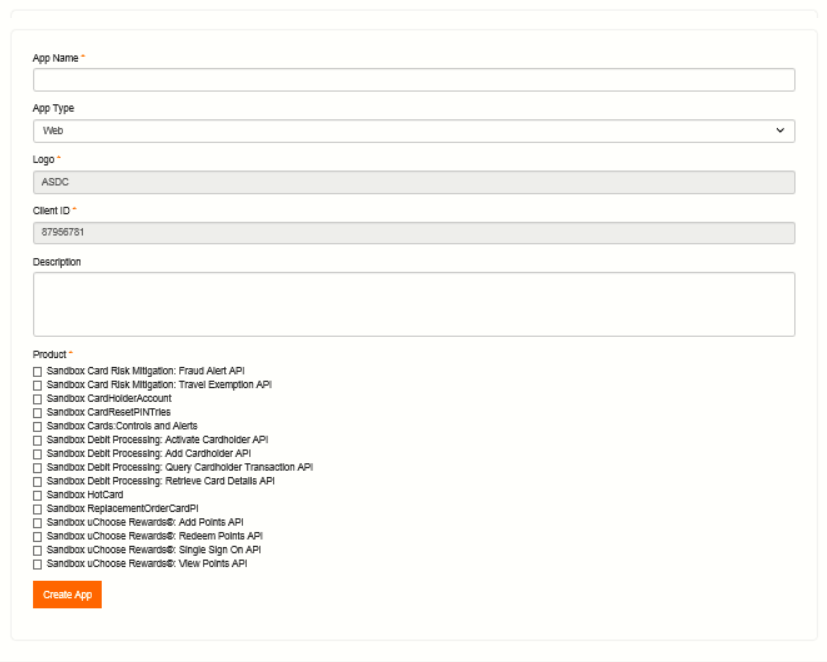 App Name *
App Type
Web
Logo *
ASDC
Client ID *
87956781
Description
Product *
Sandbox Card Risk Mitigation: Fraud Alert API
Sandbox Card Risk Mitigation: Travel Exemption API
Sandbox CardHolderAccount
Sandbox CardResetPINTries
Sandbox Cards:Controls and Alerts
Sandbox Debit Processing: Activate Cardholder API
Sandbox Debit Processing: Add Cardholder API
Sandbox Debit Processing: Query Cardholder Transaction API
Sandbox Debit Processing: Retrieve Card Details API
Sandbox HotCard
Sandbox ReplacementOrderCardPI
Sandbox uChoose Rewards®: Add Points API
Sandbox uChoose Rewards®: Redeem Points API
Sandbox uChoose Rewards®: Single Sign On API
Sandbox uChoose Rewards®: View Points API
Create App